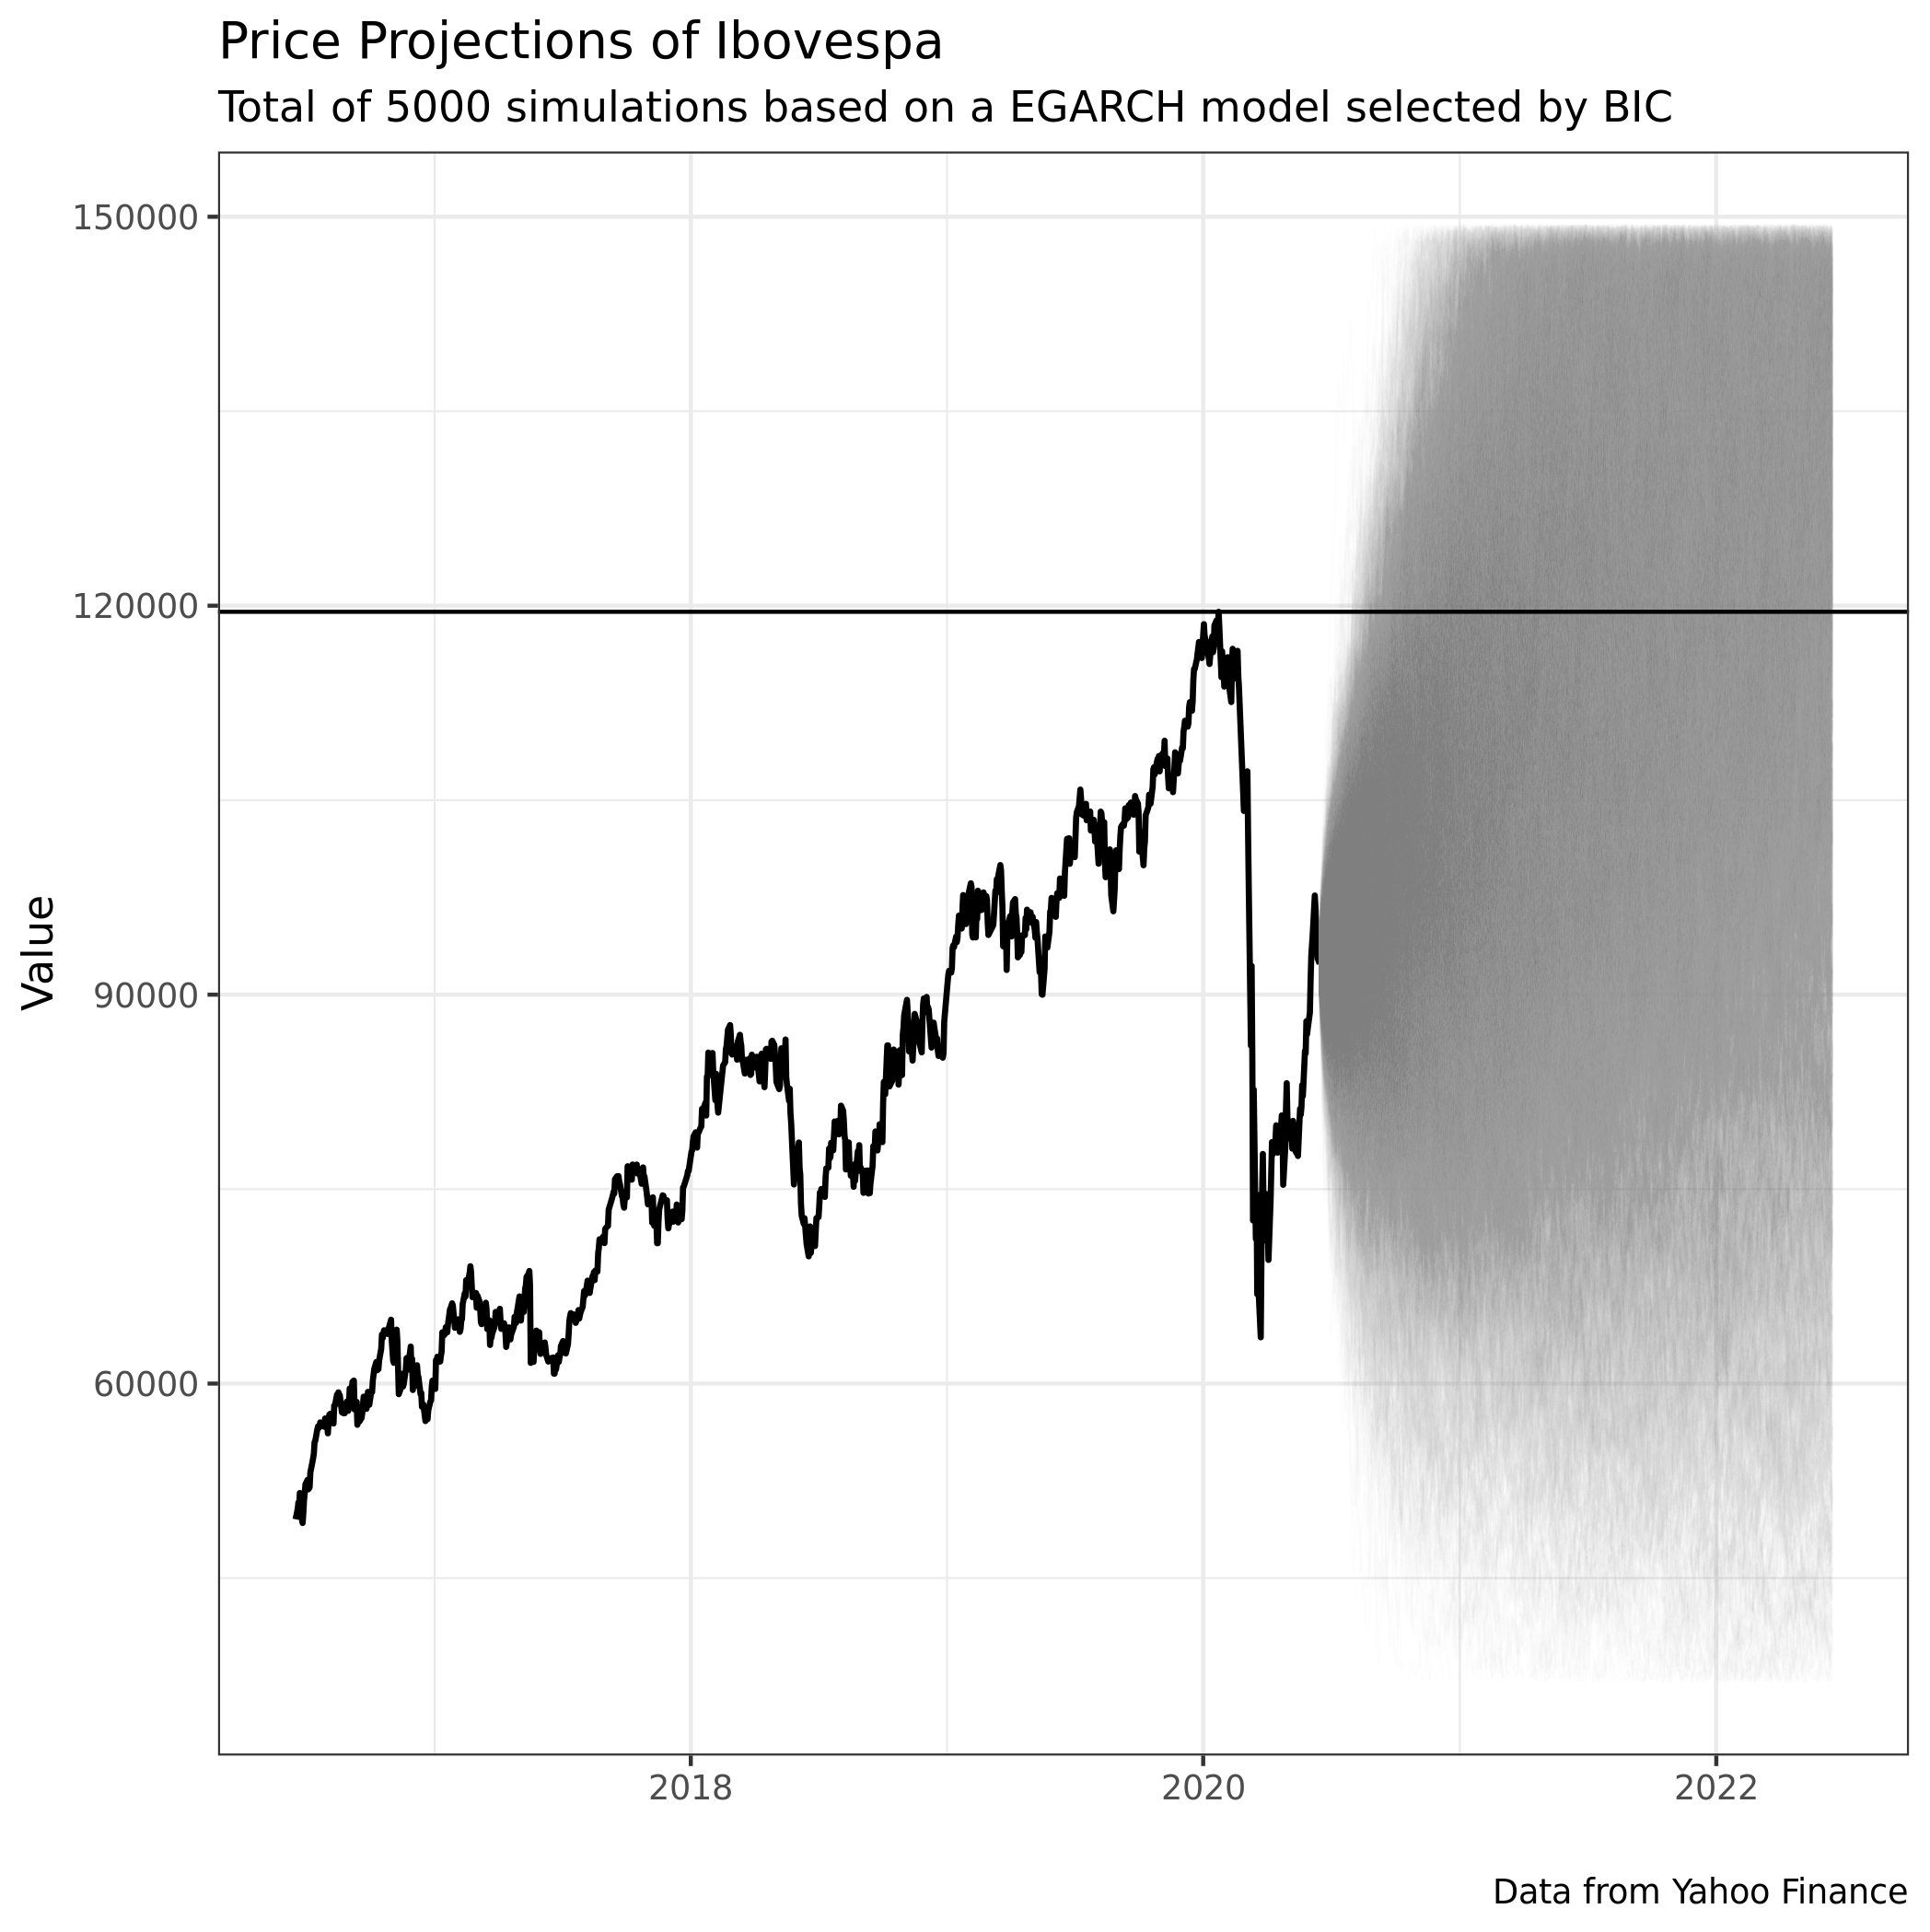 Price Projections of Ibovespa
Total of 5000 simulations based on a EGARCH model selected by BIC
150000
120000
90000
60000
Value
2018
2020
2022
Data from Yahoo Finance